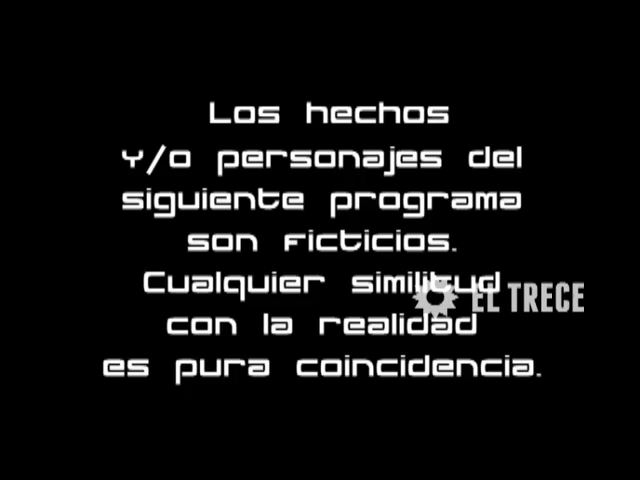 Los hechos
y/o personajes del
siguiente programa
son ficticios.
Cualquier similitud
EL TRECE
con la realidad
es pura coincidencia.